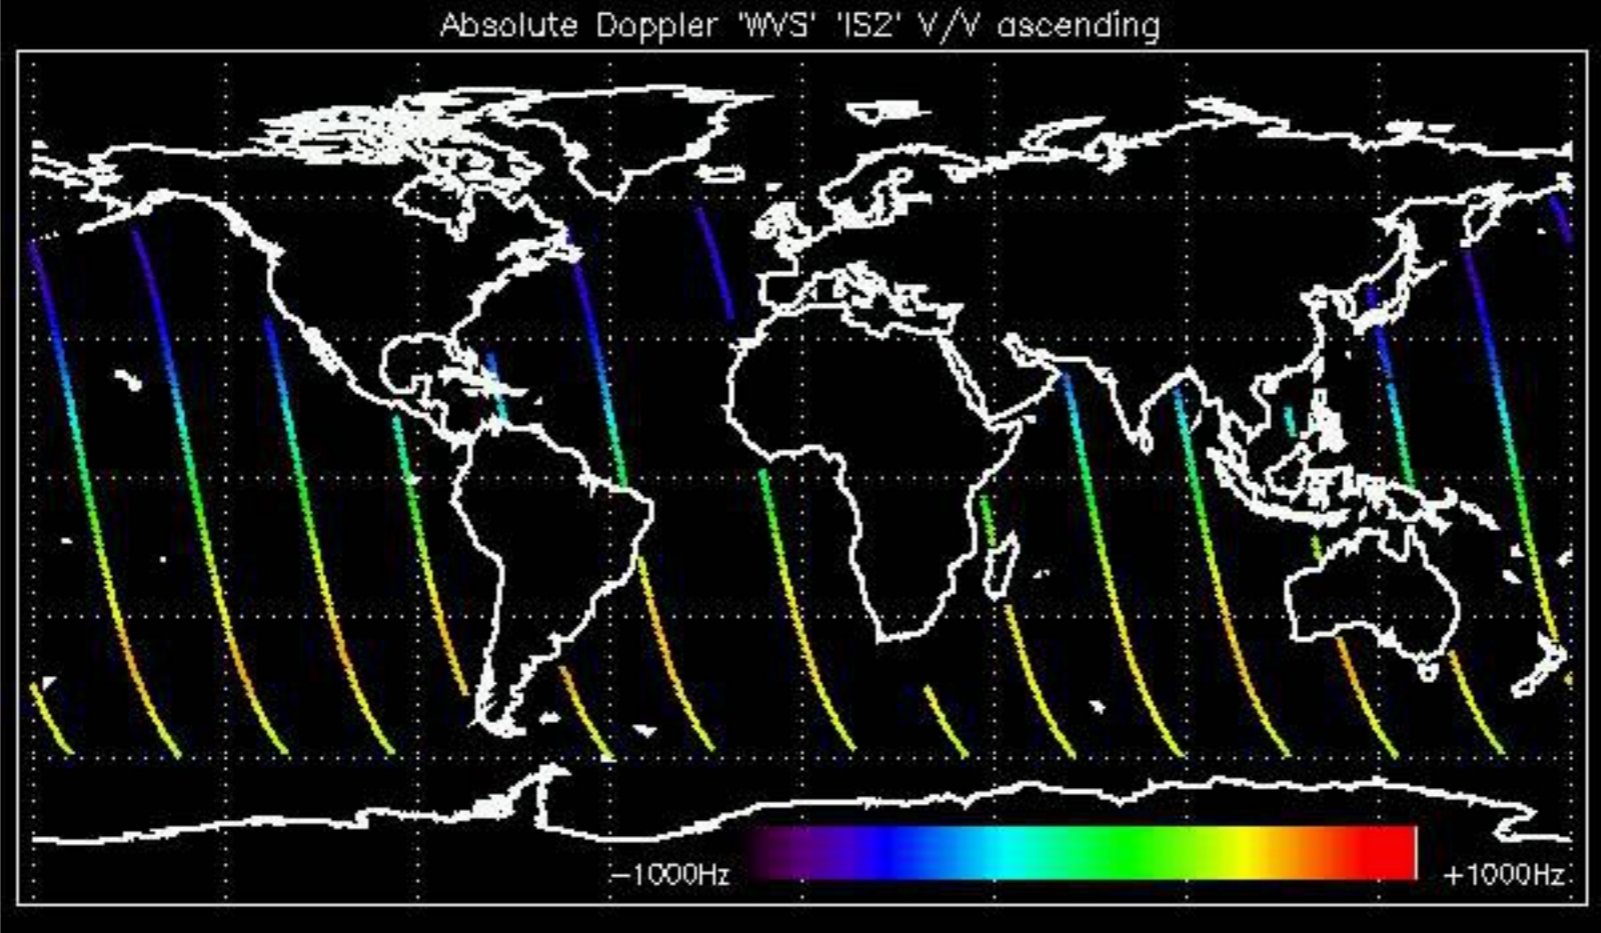 Absolute Doppler 'WVS' 'IS2' V/V ascending
−1000Hz
+1000Hz